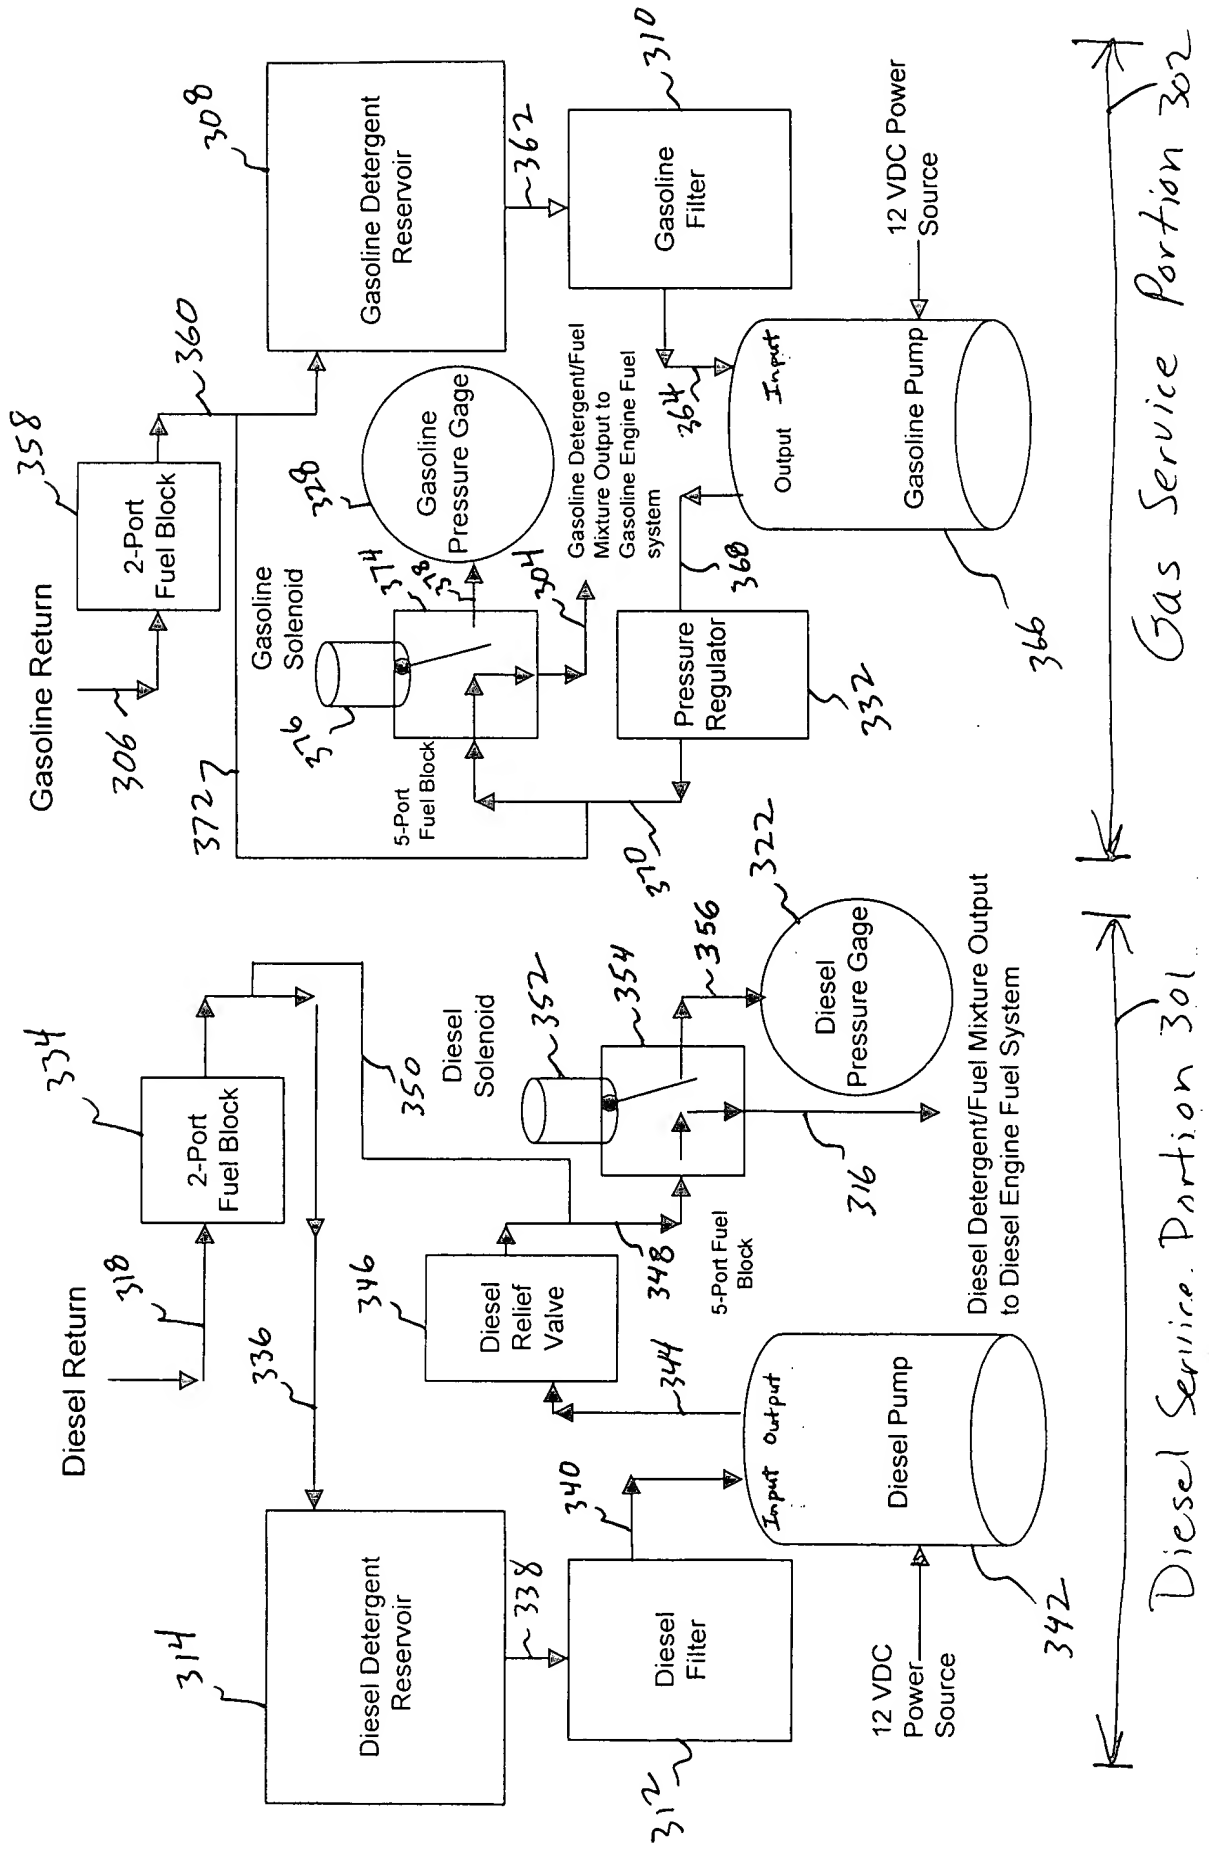 Diesel Return
318
334
2-Port
Fuel Block
336
350
314
Diesel Detergent
Reservoir
338
312
Diesel
Filter
340
346
Diesel
Relief
Valve
344
348
Diesel
Solenoid
352
354
356
5-Port Fuel
Block
316
322
Diesel
Pressure Gage
Input Output
Diesel Pump
342
12 VDC
Power
Source
Diesel Detergent/Fuel Mixture Output
to Diesel Engine Fuel System
Diesel Service Portion 301
Gasoline Return
306
358
2-Port
Fuel Block
360
372
308
Gasoline Detergent
Reservoir
362
310
Gasoline
Filter
364
Gasoline
Solenoid
376
374
378
328
Gasoline
Pressure Gage
5-Port
Fuel Block
304
Gasoline Detergent/Fuel
Mixture Output to
Gasoline Engine Fuel
system
370
Pressure
Regulator
332
368
Output Input
Gasoline Pump
366
12 VDC Power
Source
Gas Service Portion 302